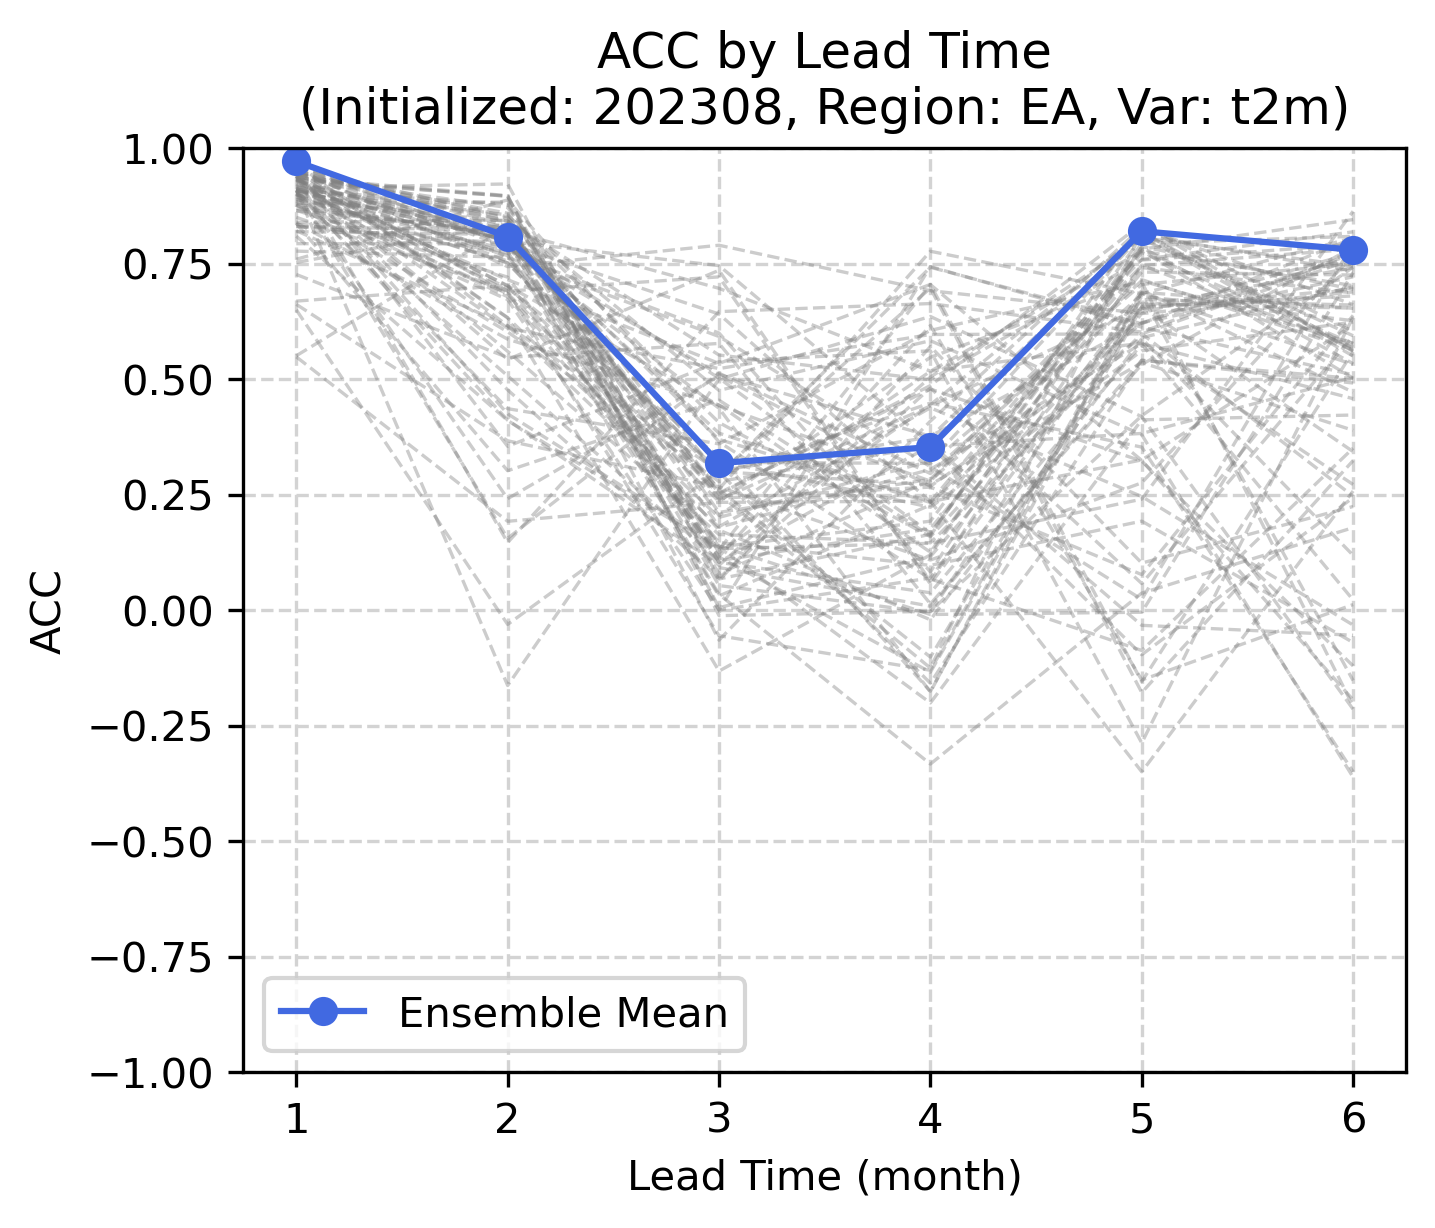 ACC by Lead Time
(Initialized: 202308, Region: EA, Var: t2m)
1.00
0.75
0.50
0.25
0.00
−0.25
−0.50
−0.75
−1.00
ACC
Ensemble Mean
1 2 3 4 5 6
Lead Time (month)